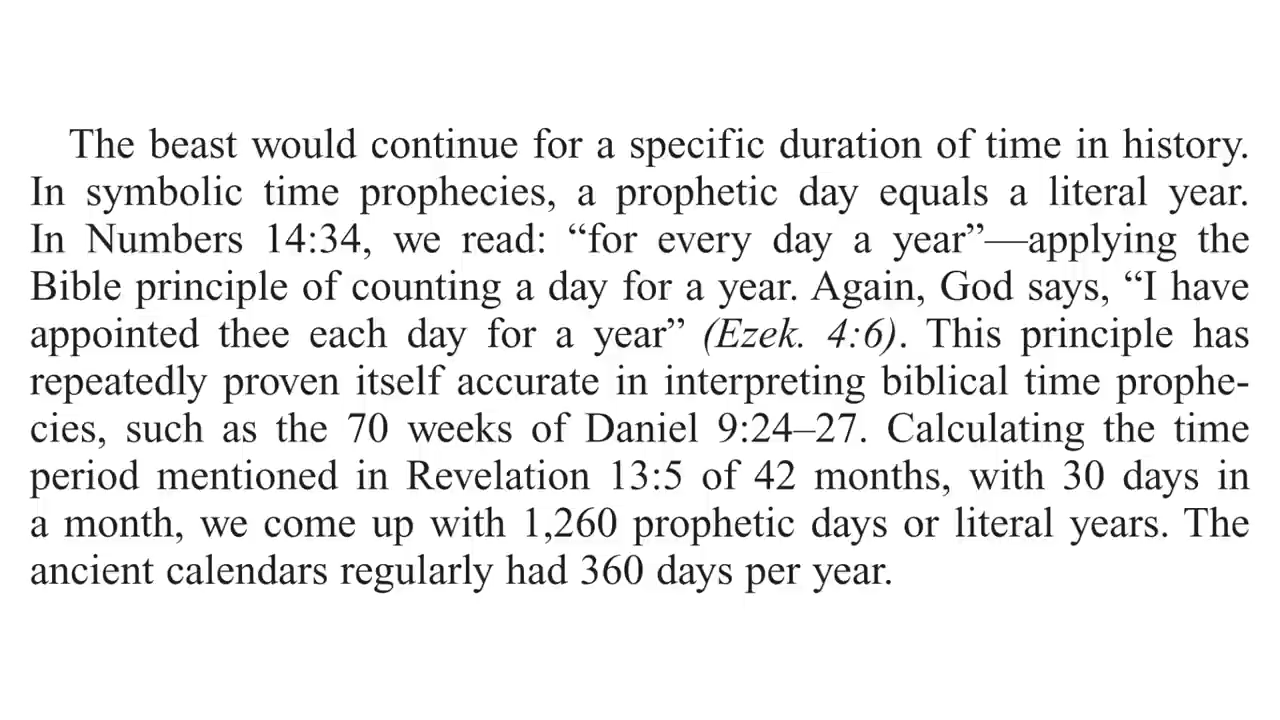 The beast would continue for a specific duration of time in history.
In symbolic time prophecies, a prophetic day equals a literal year.
In Numbers 14:34, we read: “for every day a year”—applying the
Bible principle of counting a day for a year. Again, God says, “I have
appointed thee each day for a year” (Ezek. 4:6). This principle has
repeatedly proven itself accurate in interpreting biblical time prophe-
cies, such as the 70 weeks of Daniel 9:24–27. Calculating the time
period mentioned in Revelation 13:5 of 42 months, with 30 days in
a month, we come up with 1,260 prophetic days or literal years. The
ancient calendars regularly had 360 days per year.